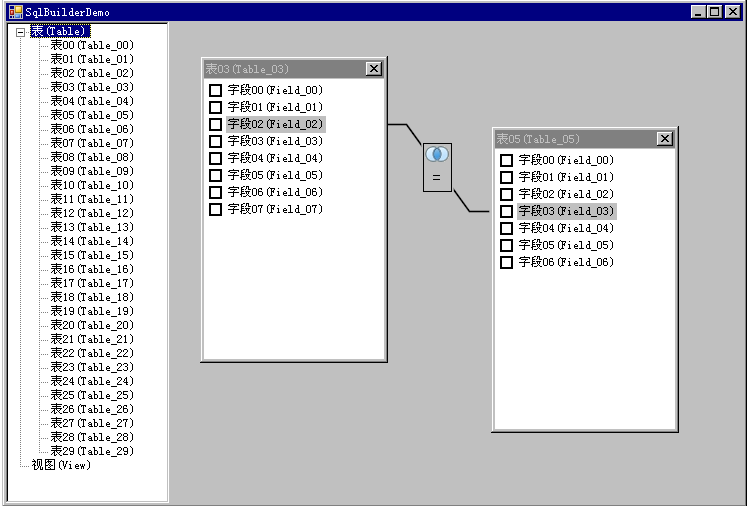 SqlBuilderDemo
表(Table)
表00(Table_00)
表01(Table_01)
表02(Table_02)
表03(Table_03)
表04(Table_04)
表05(Table_05)
表06(Table_06)
表07(Table_07)
表08(Table_08)
表09(Table_09)
表10(Table_10)
表11(Table_11)
表12(Table_12)
表13(Table_13)
表14(Table_14)
表15(Table_15)
表16(Table_16)
表17(Table_17)
表18(Table_18)
表19(Table_19)
表20(Table_20)
表21(Table_21)
表22(Table_22)
表23(Table_23)
表24(Table_24)
表25(Table_25)
表26(Table_26)
表27(Table_27)
表28(Table_28)
表29(Table_29)
视图(View)
表03(Table_03)
字段00(Field_00)
字段01(Field_01)
字段02(Field_02)
字段03(Field_03)
字段04(Field_04)
字段05(Field_05)
字段06(Field_06)
字段07(Field_07)
=
表05(Table_05)
字段00(Field_00)
字段01(Field_01)
字段02(Field_02)
字段03(Field_03)
字段04(Field_04)
字段05(Field_05)
字段06(Field_06)